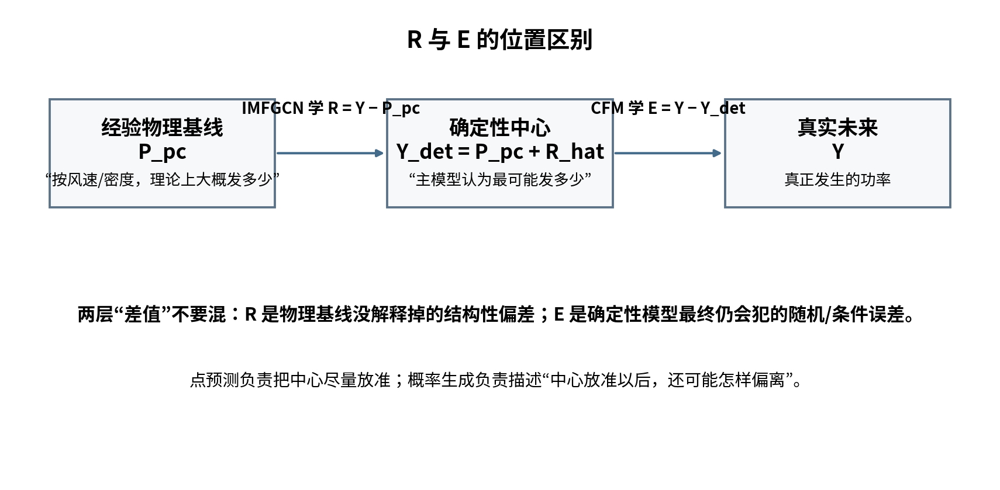 R 与 E 的位置区别
IMFGCN 学 R = Y − P_pc
CFM 学 E = Y − Y_det
经验物理基线
P_pc
“按风速/密度，理论上大概发多少”
确定性中心
Y_det = P_pc + R_hat
“主模型认为最可能发多少”
真实未来
Y
真正发生的功率
两层“差值”不要混：R 是物理基线没解释掉的结构性偏差；E 是确定性模型最终仍会犯的随机/条件误差。
点预测负责把中心尽量放准；概率生成负责描述“中心放准以后，还可能怎样偏离”。